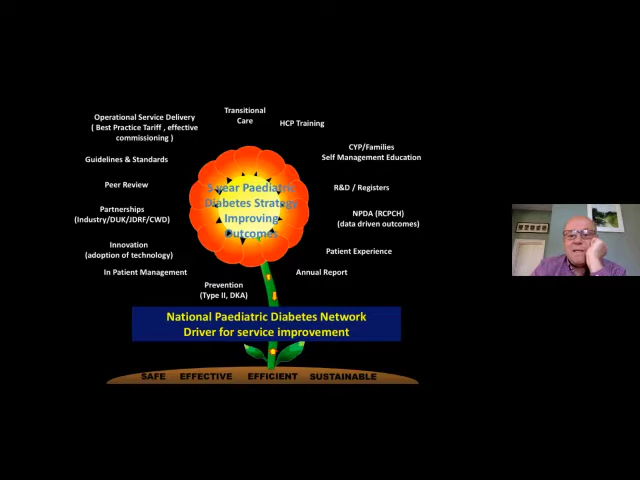 Transitional
Care
HCP Training
Operational Service Delivery
( Best Practice Tariff , effective
commissioning )
CYP/Families
Self Management Education
Guidelines & Standards
Peer Review
R&D / Registers
5 year Paediatric
Diabetes Strategy
Improving
Outcomes
Partnerships
(Industry/DUK/JDRF/CWD)
NPDA (RCPCH)
(data driven outcomes)
Innovation
(adoption of technology)
Patient Experience
In Patient Management
Annual Report
Prevention
(Type II, DKA)
National Paediatric Diabetes Network
Driver for service improvement
SAFE EFFECTIVE EFFICIENT SUSTAINABLE